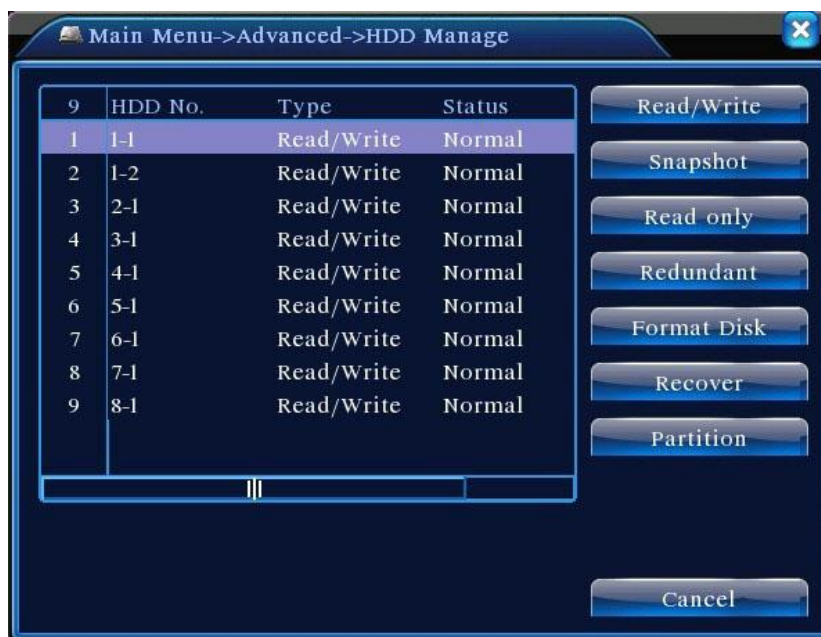 Main Menu->Advanced->HDD Manage
9 HDD No. Type Status
1 1-1 Read/Write Normal
2 1-2 Read/Write Normal
3 2-1 Read/Write Normal
4 3-1 Read/Write Normal
5 4-1 Read/Write Normal
6 5-1 Read/Write Normal
7 6-1 Read/Write Normal
8 7-1 Read/Write Normal
9 8-1 Read/Write Normal
Read/Write
Snapshot
Read only
Redundant
Format Disk
Recover
Partition
Cancel